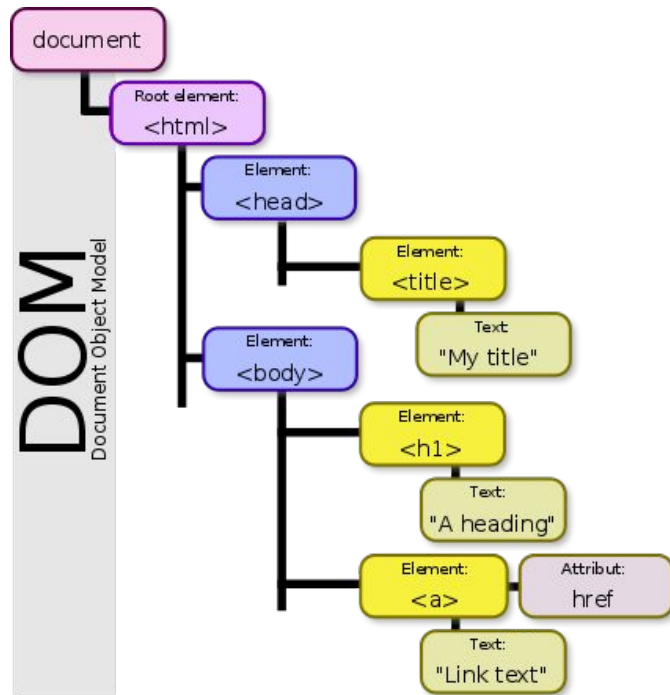 document
Root element:
<html>
Element:
<head>
Element:
<title>
Text:
"My title"
Element:
<body>
Element:
<h1>
Text:
"A heading"
Element:
<a>
Attribut:
href
Text:
"Link text"
DOM
Document Object Model